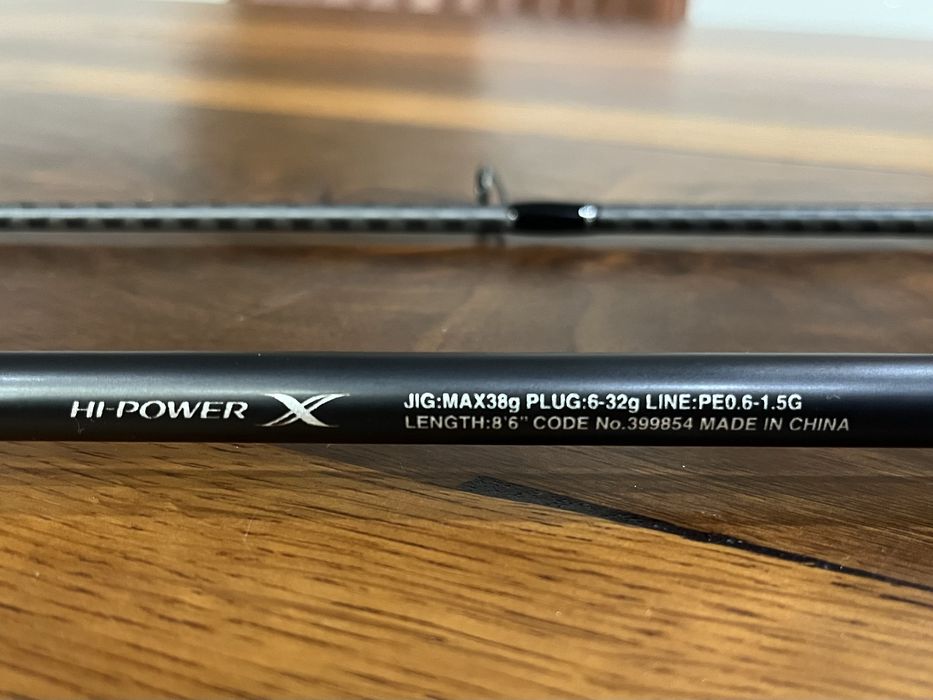 HI-POWER X
JIG:MAX38g PLUG:6-32g LINE:PE0.6-1.5G
LENGTH:8'6" CODE No.399854 MADE IN CHINA